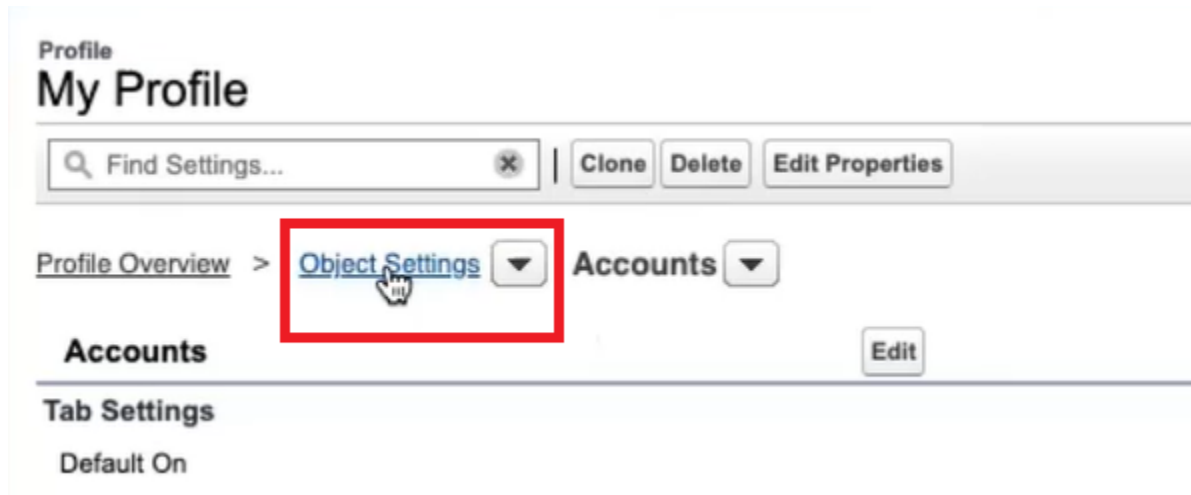 Profile
My Profile
Find Settings... | Clone Delete Edit Properties
Profile Overview > Object Settings Accounts
Accounts Edit
Tab Settings
Default On